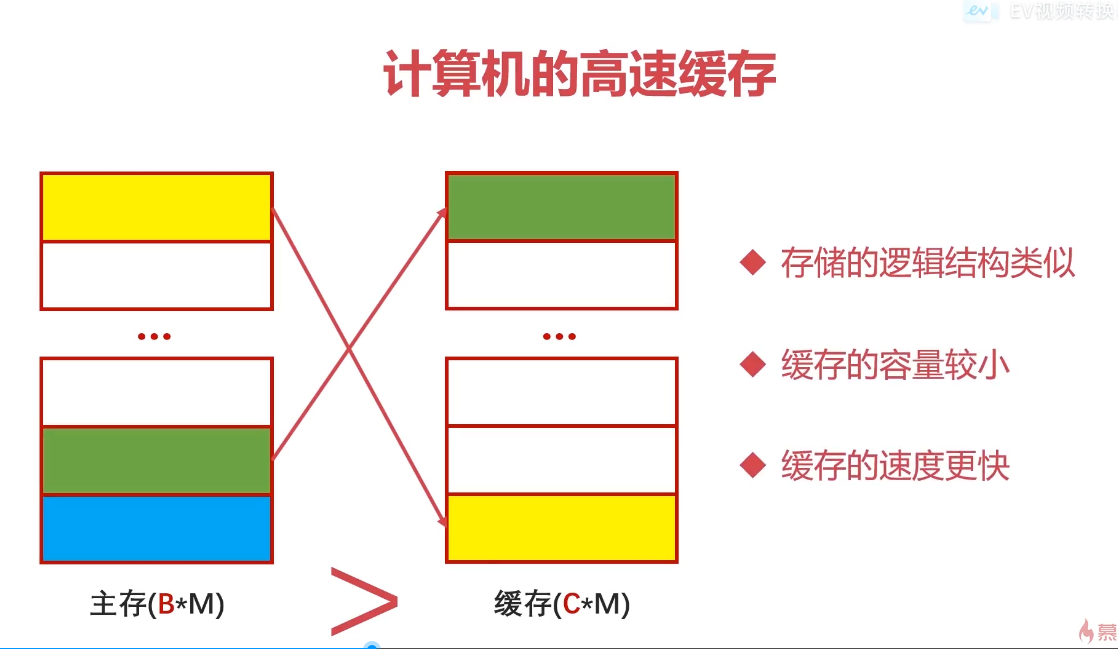 EV视频转换
计算机的高速缓存
存储的逻辑结构类似
...
...
缓存的容量较小
缓存的速度更快
主存(B*M)
>
缓存(C*M)
慕